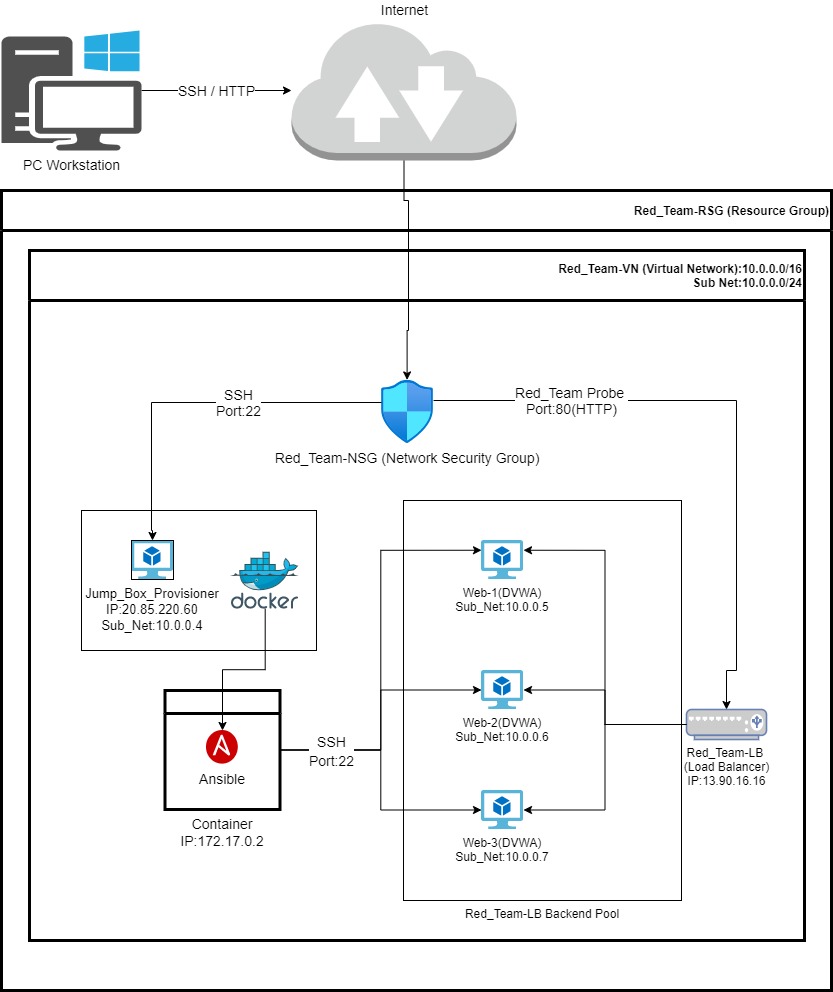 Internet
SSH / HTTP
PC Workstation
Red_Team-RSG (Resource Group)
Red_Team-VN (Virtual Network):10.0.0.0/16
Sub Net:10.0.0.0/24
SSH
Port:22
Red_Team Probe
Port:80(HTTP)
Red_Team-NSG (Network Security Group)
Jump_Box_Provisioner
IP:20.85.220.60
Sub_Net:10.0.0.4
docker
Web-1(DVWA)
Sub_Net:10.0.0.5
Web-2(DVWA)
Sub_Net:10.0.0.6
Red_Team-LB
(Load Balancer)
IP:13.90.16.16
SSH
Port:22
Ansible
Container
IP:172.17.0.2
Web-3(DVWA)
Sub_Net:10.0.0.7
Red_Team-LB Backend Pool